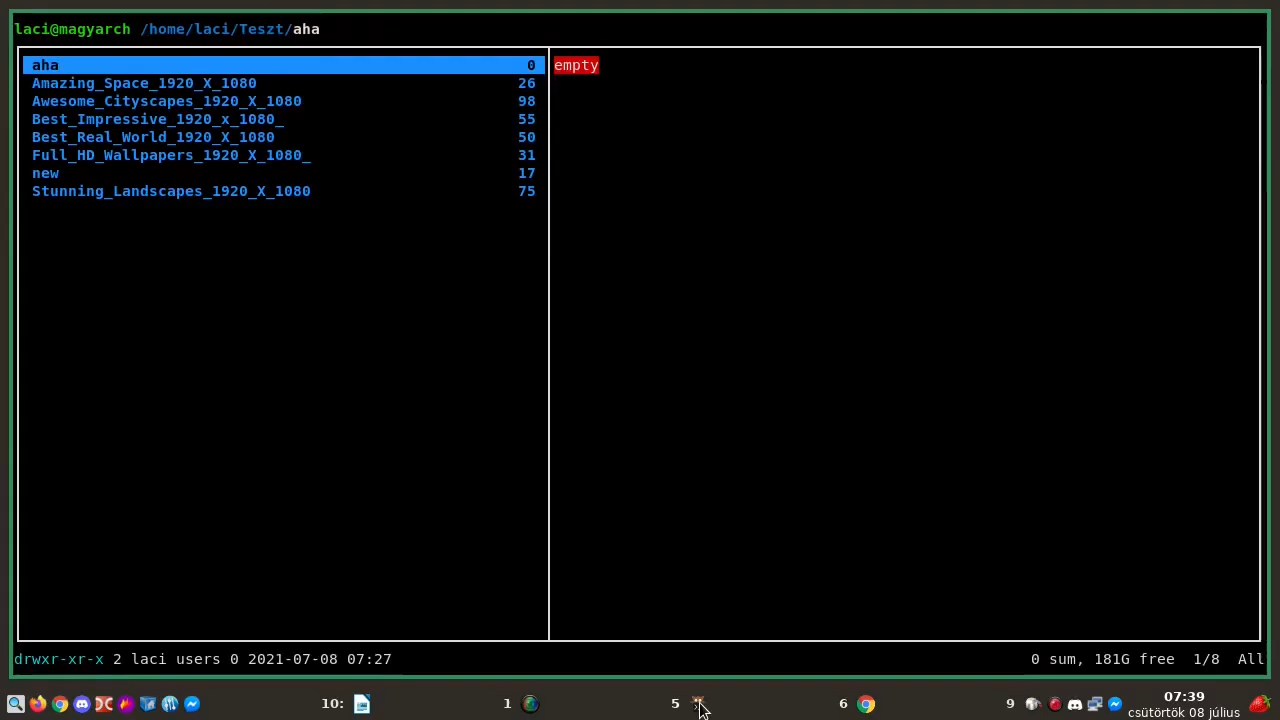 laci@magyarch /home/laci/Teszt/aha
aha 0
Amazing_Space_1920_X_1080 26
Awesome_Cityscapes_1920_X_1080 98
Best_Impressive_1920_x_1080_ 55
Best_Real_World_1920_X_1080 50
Full_HD_Wallpapers_1920_X_1080_ 31
new 17
Stunning_Landscapes_1920_X_1080 75
empty
drwxr-xr-x 2 laci users 0 2021-07-08 07:27
0 sum, 181G free 1/8 All
10: 1 5 6 9
07:39
csütörtök 08 július